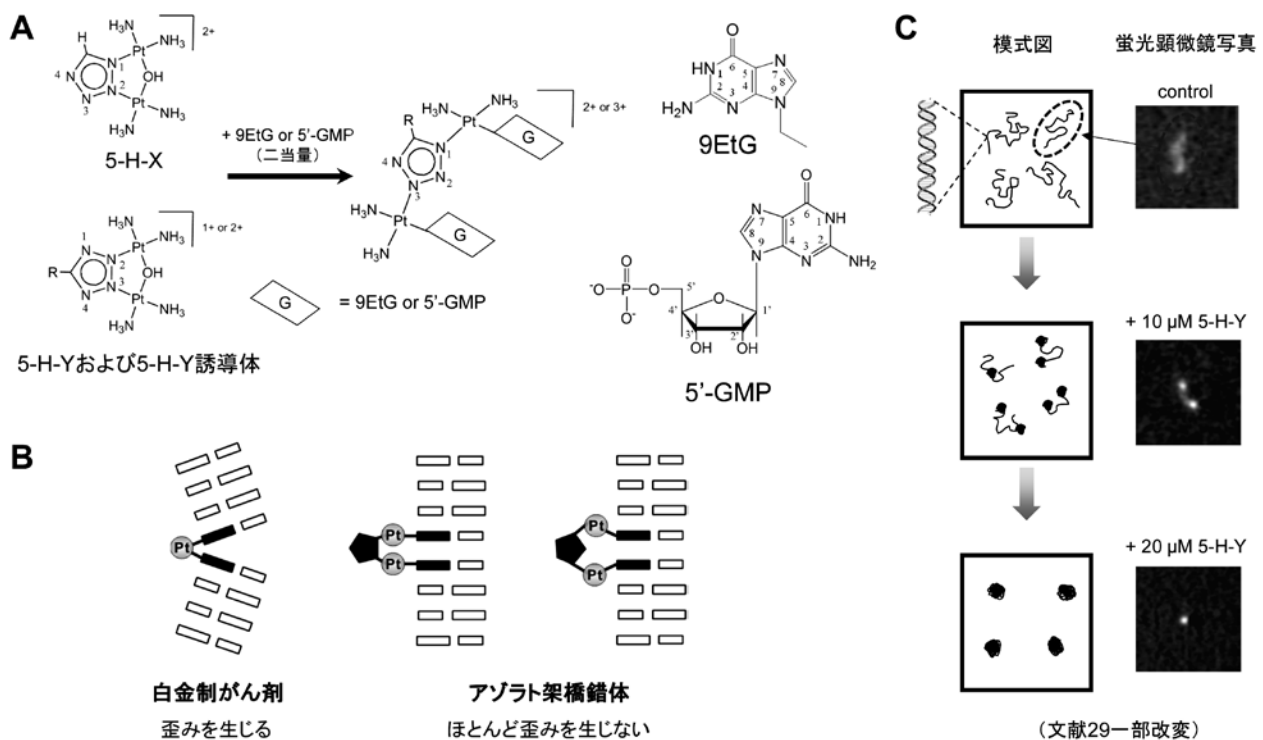 A
H
H₃N
NH₃
2+
Pt
N
1
4 N
OH
N
2
N
3
Pt
NH₃
H₃N
5-H-X
+ 9EtG or 5'-GMP
(二当量)
H₃N
NH₃
2+ or 3+
Pt
R
G
N
1
4 N
N 2
N
3
H₃N
Pt
G
H₃N
O
HN 1
6
5
N 7
8
2
4
H₂N
N 3
N 9
9EtG
1+ or 2+
H₃N
NH₃
Pt
1
N
N
2
R
OH
N
3
N
4
Pt
NH₃
H₃N
G
= 9EtG or 5'-GMP
5-H-Yおよび5-H-Y誘導体
O
N 7
6
5
1 NH
8
9
N
4
3
N
2
NH₂
O
-O
P
O
5'
O-
4'
O
1'
3'
2'
OH
OH
5'-GMP
B
Pt
Pt
Pt
Pt
Pt
白金制がん剤
アゾラト架橋錯体
歪みを生じる
ほとんど歪みを生じない
C
模式図
蛍光顕微鏡写真
control
+ 10 µM 5-H-Y
+ 20 µM 5-H-Y
(文献29一部改変)